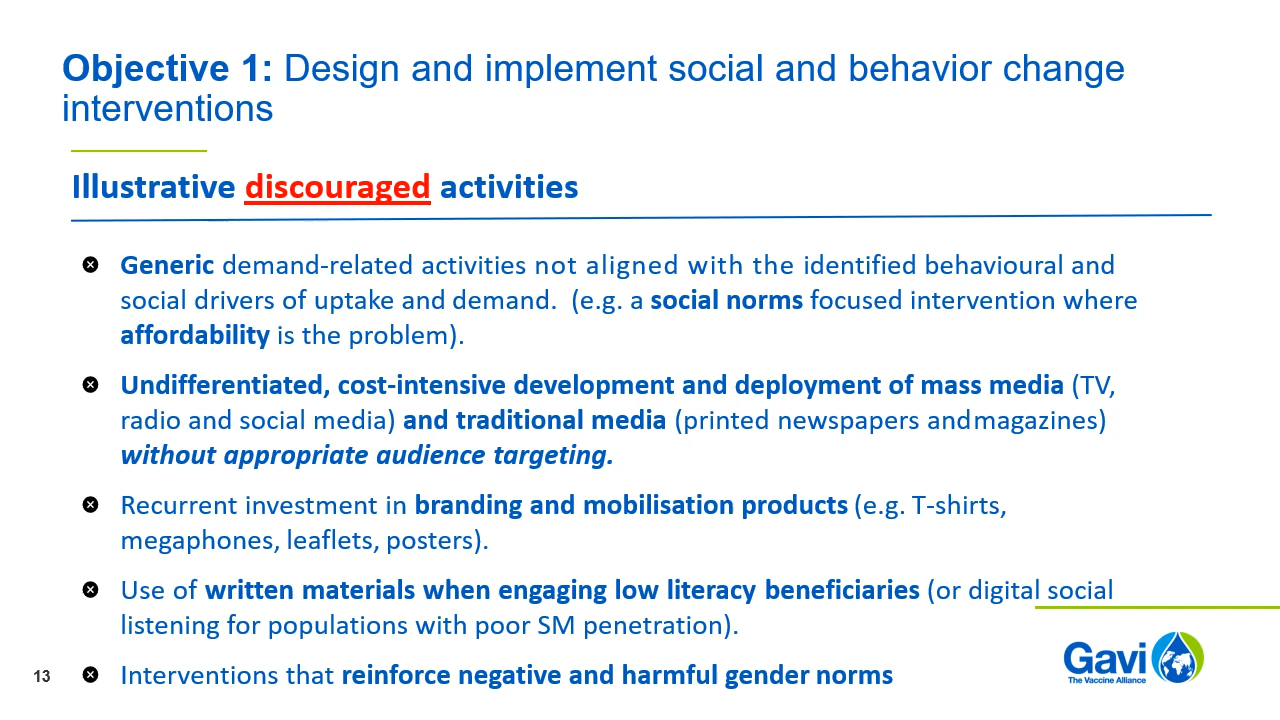 Objective 1: Design and implement social and behavior change
interventions
Illustrative discouraged activities
Generic demand-related activities not aligned with the identified behavioural and
social drivers of uptake and demand.  (e.g. a social norms focused intervention where
affordability is the problem).
Undifferentiated, cost-intensive development and deployment of mass media (TV,
radio and social media) and traditional media (printed newspapers andmagazines)
without appropriate audience targeting.
Recurrent investment in branding and mobilisation products (e.g. T-shirts,
megaphones, leaflets, posters).
Use of written materials when engaging low literacy beneficiaries (or digital social
listening for populations with poor SM penetration).
Interventions that reinforce negative and harmful gender norms
13
Gavi
The Vaccine Alliance